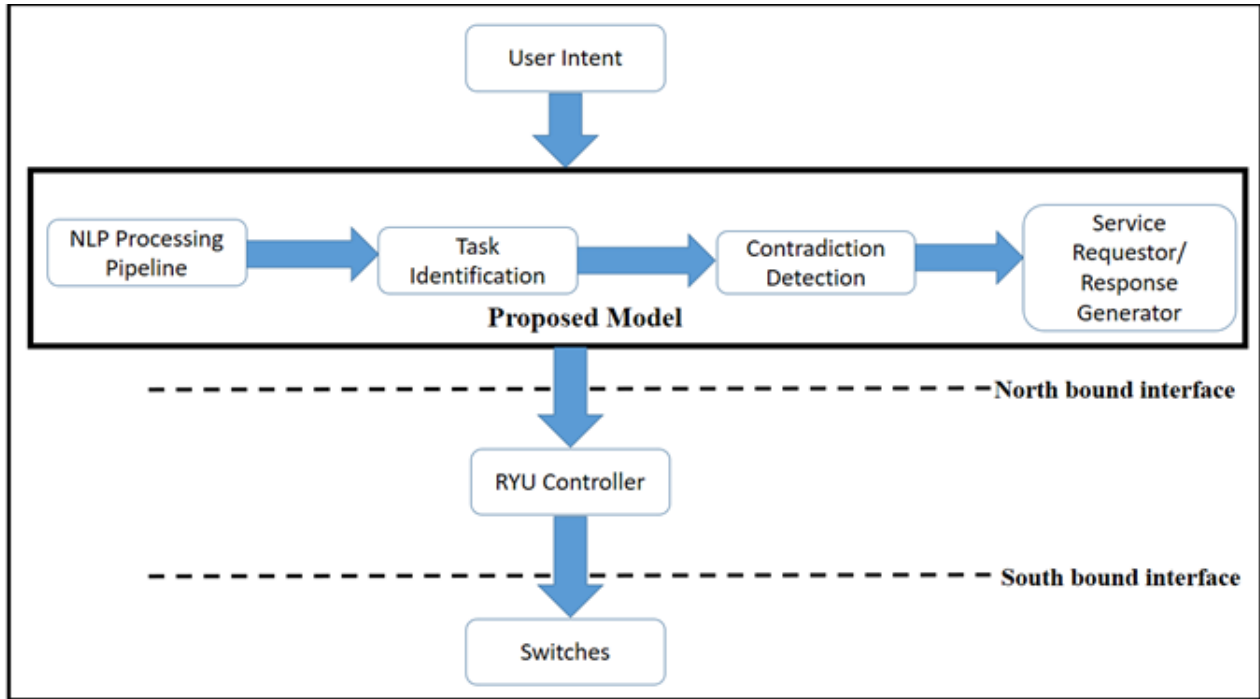 User Intent
NLP Processing
Pipeline
Task
Identification
Contradiction
Detection
Service
Requestor/
Response
Generator
Proposed Model
North bound interface
RYU Controller
South bound interface
Switches